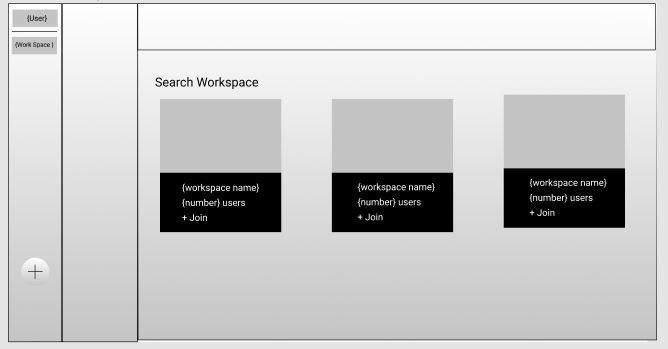 {User}
{Work Space }
Search Workspace
{workspace name}
{number} users
+ Join
{workspace name}
{number} users
+ Join
{workspace name}
{number} users
+ Join